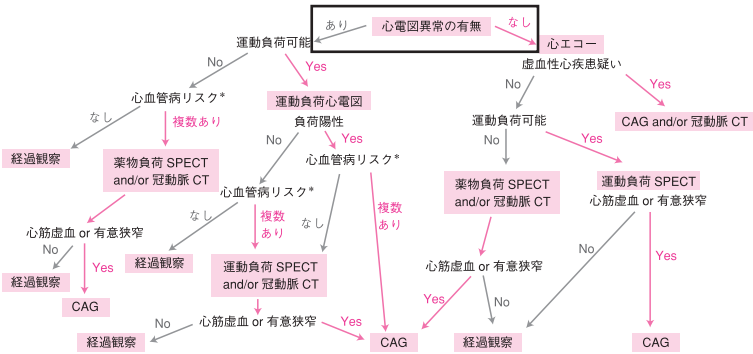 心電図異常の有無
あり
なし
運動負荷可能
心エコー
虚血性心疾患疑い
No
Yes
No
Yes
心血管病リスク*
運動負荷心電図
負荷陽性
運動負荷可能
CAG and/or 冠動脈 CT
なし
複数あり
No
Yes
No
Yes
経過観察
薬物負荷 SPECT
and/or 冠動脈 CT
心血管病リスク*
心血管病リスク*
薬物負荷 SPECT
and/or 冠動脈 CT
運動負荷 SPECT
心筋虚血 or 有意狭窄
なし
複数
あり
なし
複数
あり
心筋虚血 or 有意狭窄
No
Yes
経過観察
運動負荷 SPECT
and/or 冠動脈 CT
心筋虚血 or 有意狭窄
No
Yes
経過観察
CAG
Yes
No
No
心筋虚血 or 有意狭窄
Yes
経過観察
CAG
経過観察
CAG